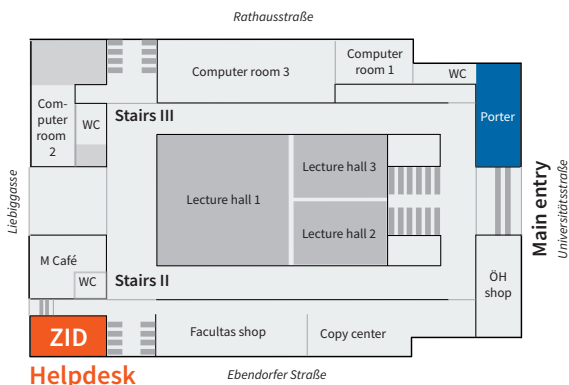 Rathausstraße
Computer room 3
Computer
room 1
WC
Porter
Com-
puter
room
2
WC
Stairs III
Lecture hall 1
Lecture hall 3
Lecture hall 2
Liebiggasse
Main entry
Universitätsstraße
M Café
WC
Stairs II
ÖH
shop
ZID
Helpdesk
Facultas shop
Copy center
Ebendorfer Straße